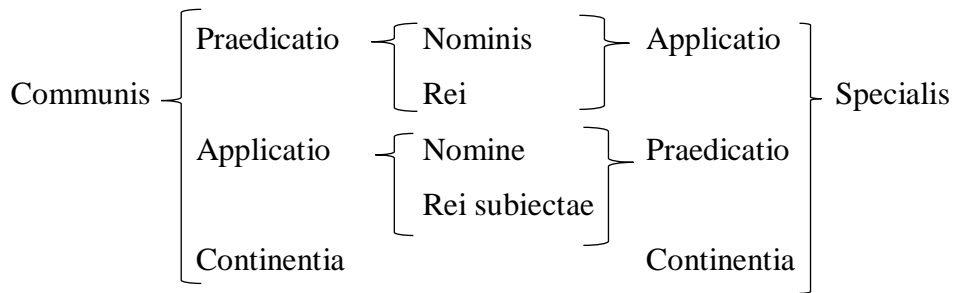 Praedicatio Nominis Applicatio
Communis Rei Specialis
Applicatio Nomine Praedicatio
Rei subiectae
Continentia Continentia